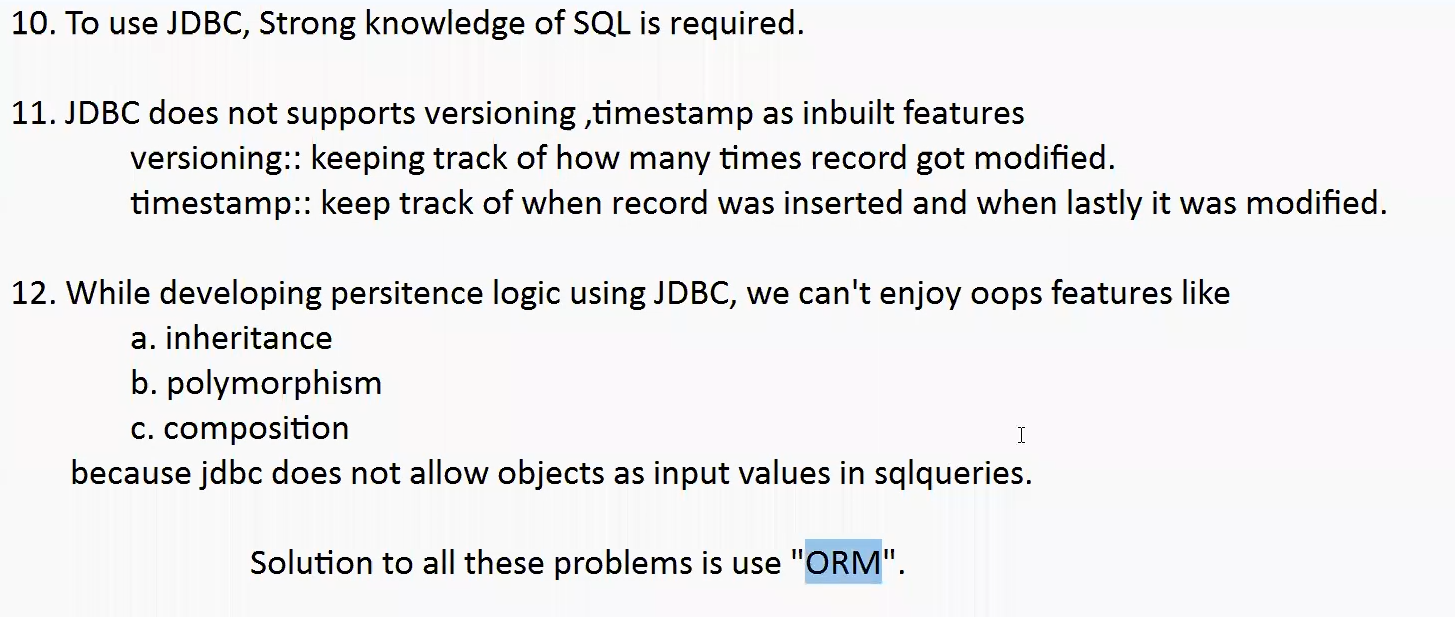 10. To use JDBC, Strong knowledge of SQL is required.
11. JDBC does not supports versioning ,timestamp as inbuilt features
versioning:: keeping track of how many times record got modified.
timestamp:: keep track of when record was inserted and when lastly it was modified.
12. While developing persitence logic using JDBC, we can't enjoy oops features like
a. inheritance
b. polymorphism
c. composition
because jdbc does not allow objects as input values in sqlqueries.
Solution to all these problems is use "ORM".